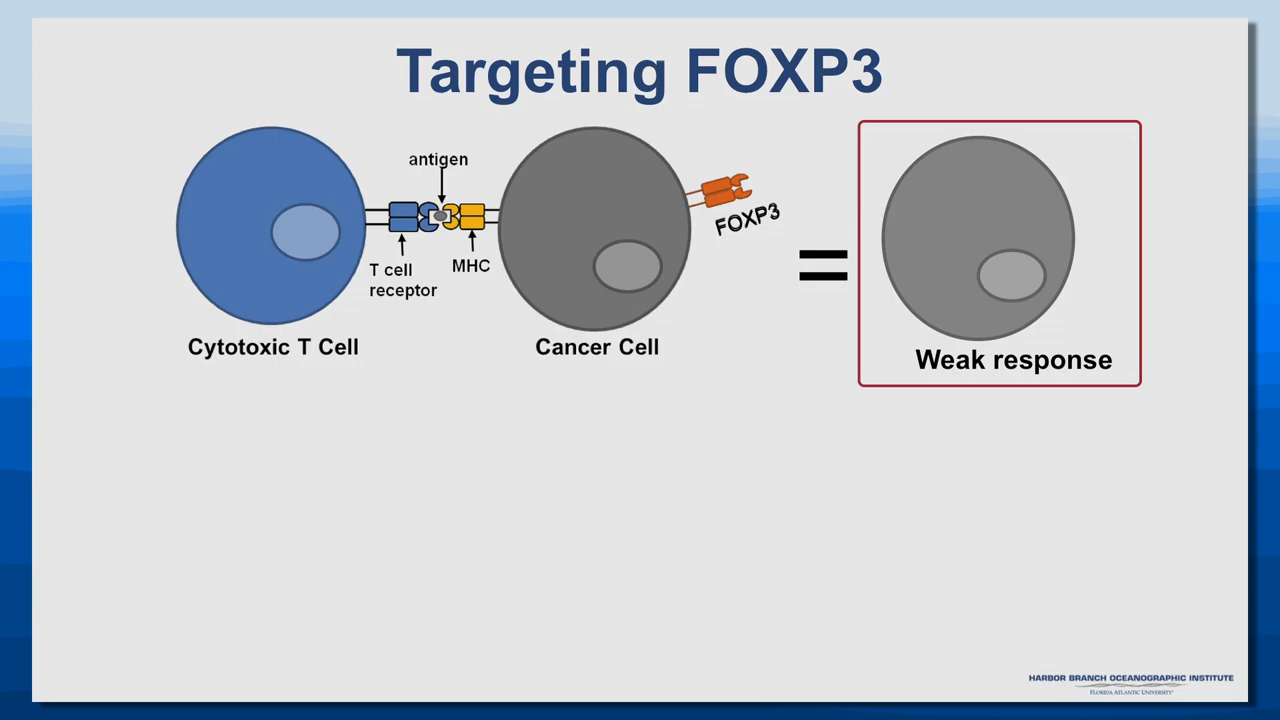 Targeting FOXP3
antigen
T cell
receptor
MHC
FOXP3
Cytotoxic T Cell
Cancer Cell
=
Weak response
HARBOR BRANCH OCEANOGRAPHIC INSTITUTE
FLORIDA ATLANTIC UNIVERSITY